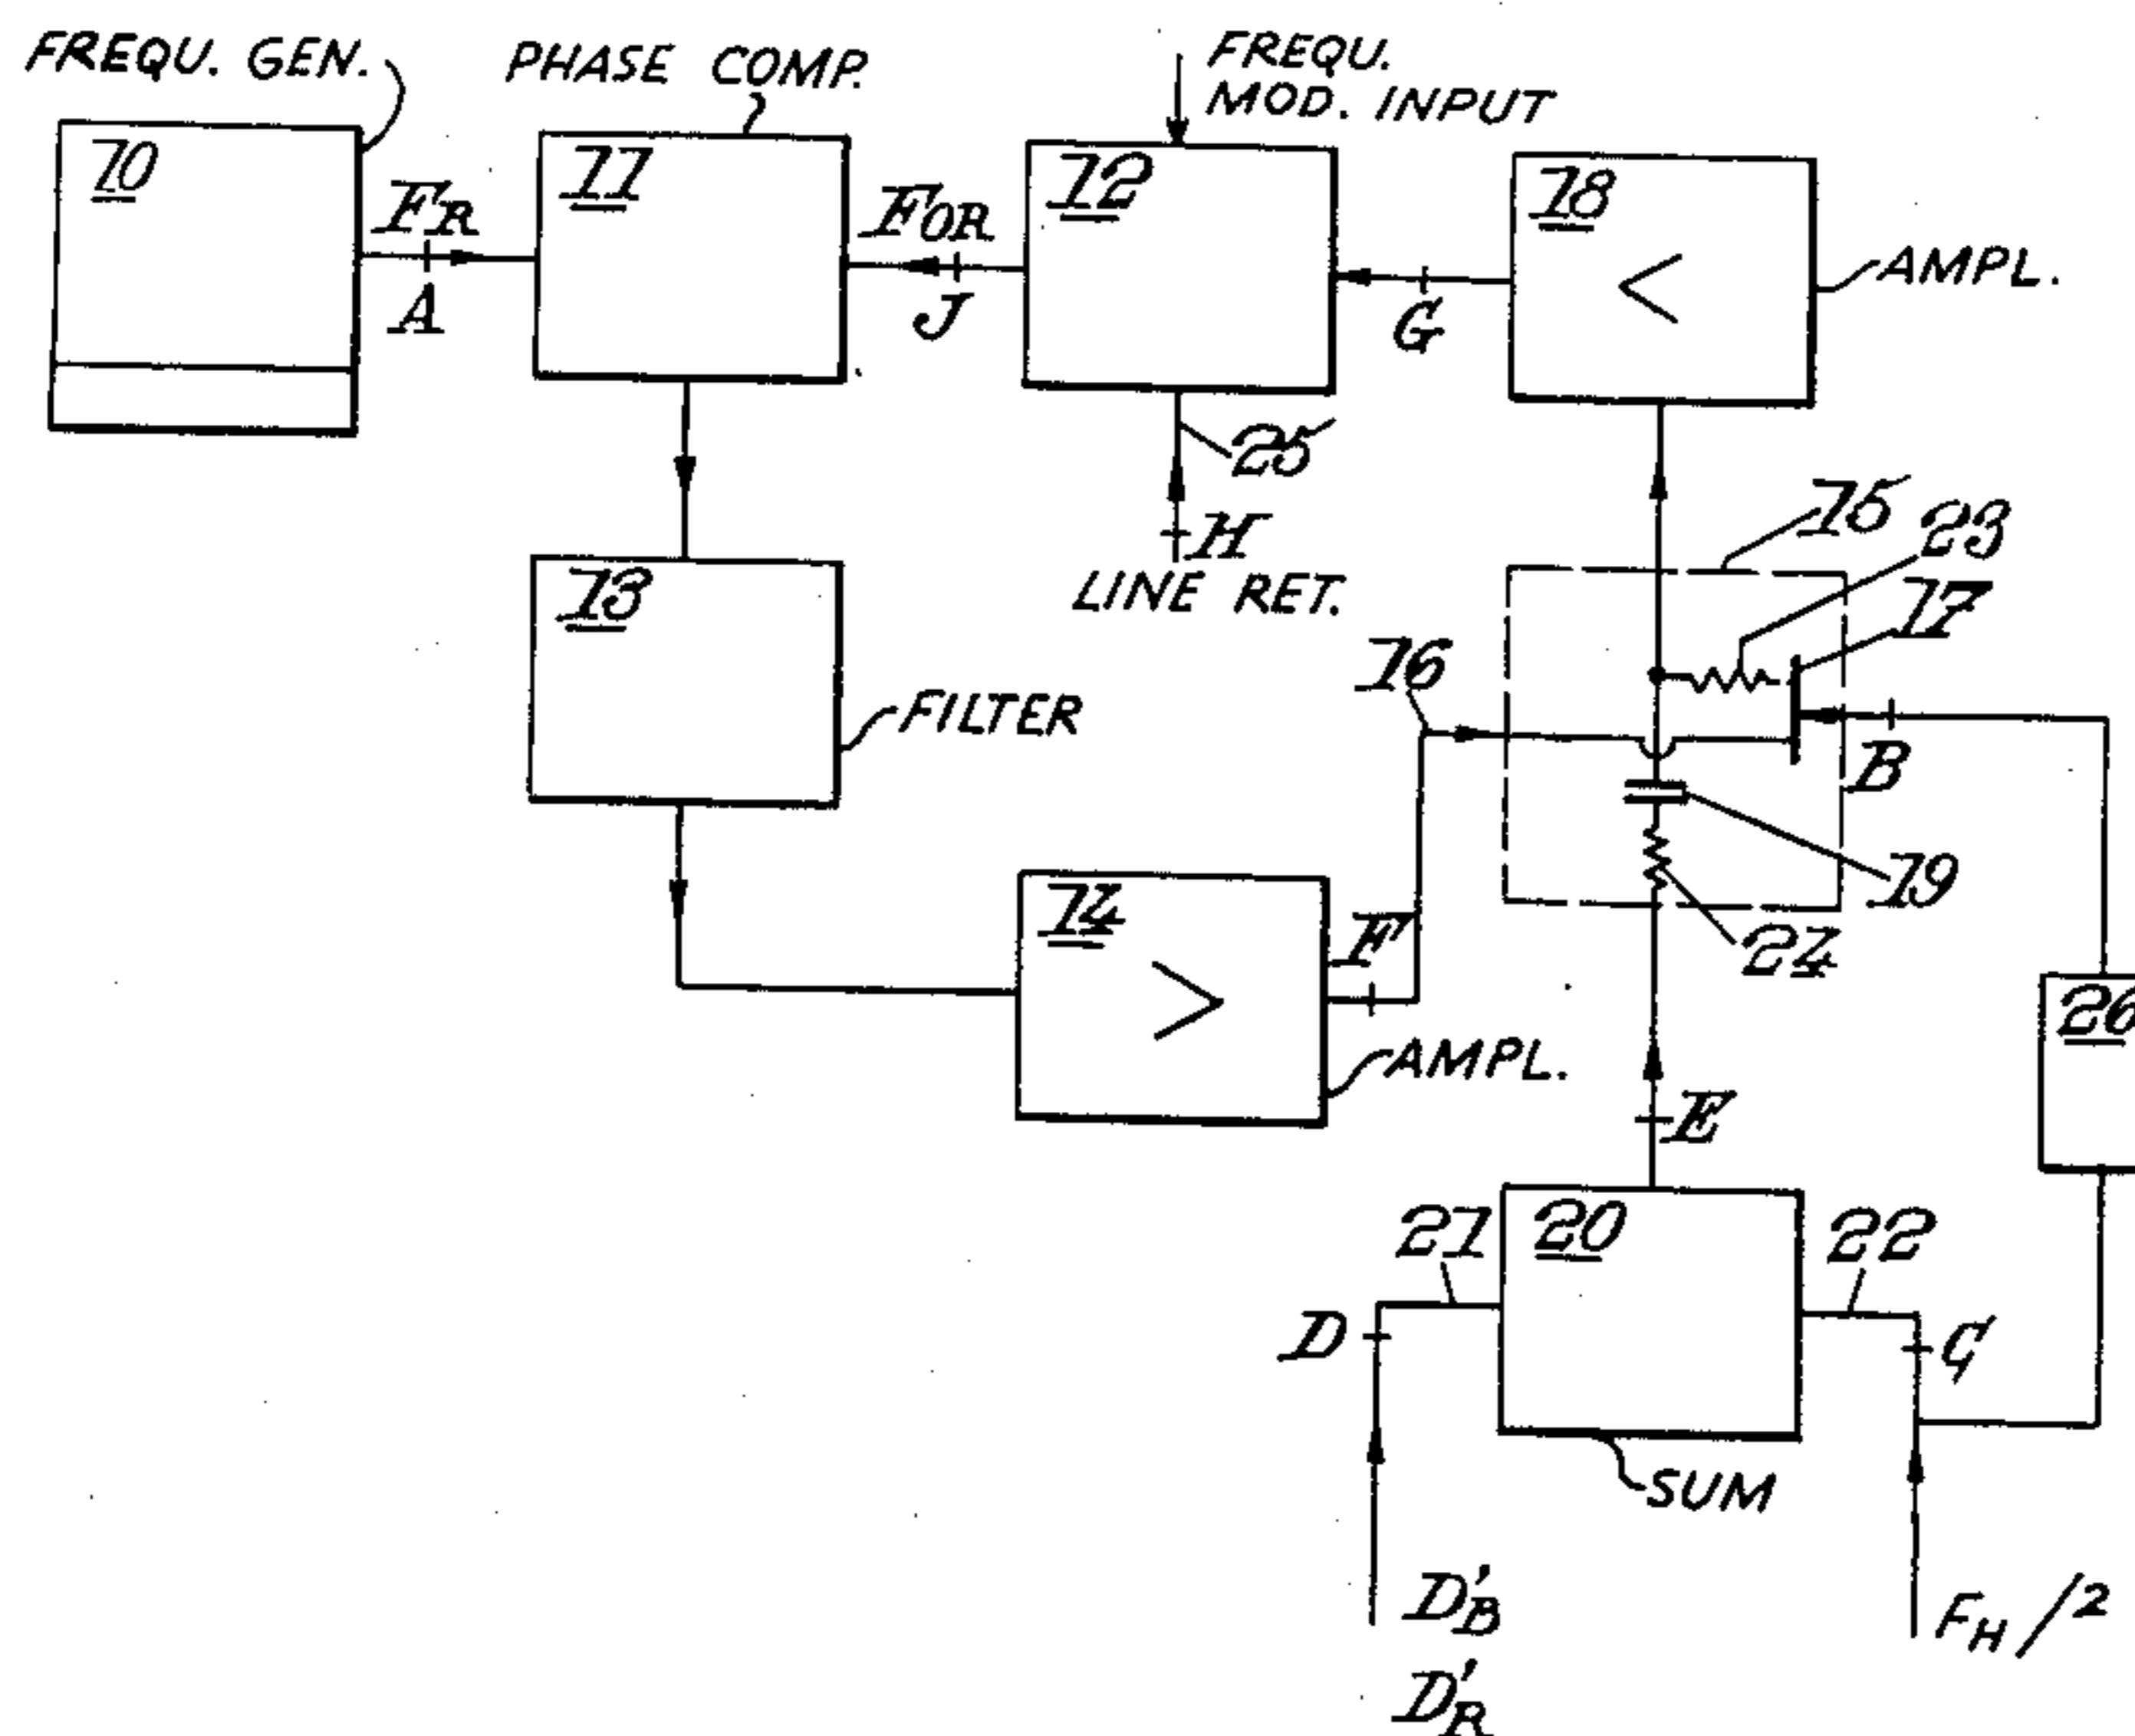 FREQU. GEN.
PHASE COMP.
FREQU.
MOD. INPUT
10
FR
A
11
FOR
J
12
G
18
AMPL.
25
H
LINE RET.
15
23
17
13
FILTER
16
B
14
F
AMPL.
19
24
26
E
21
20
22
D
C
SUM
D'B
FH/2
D'R